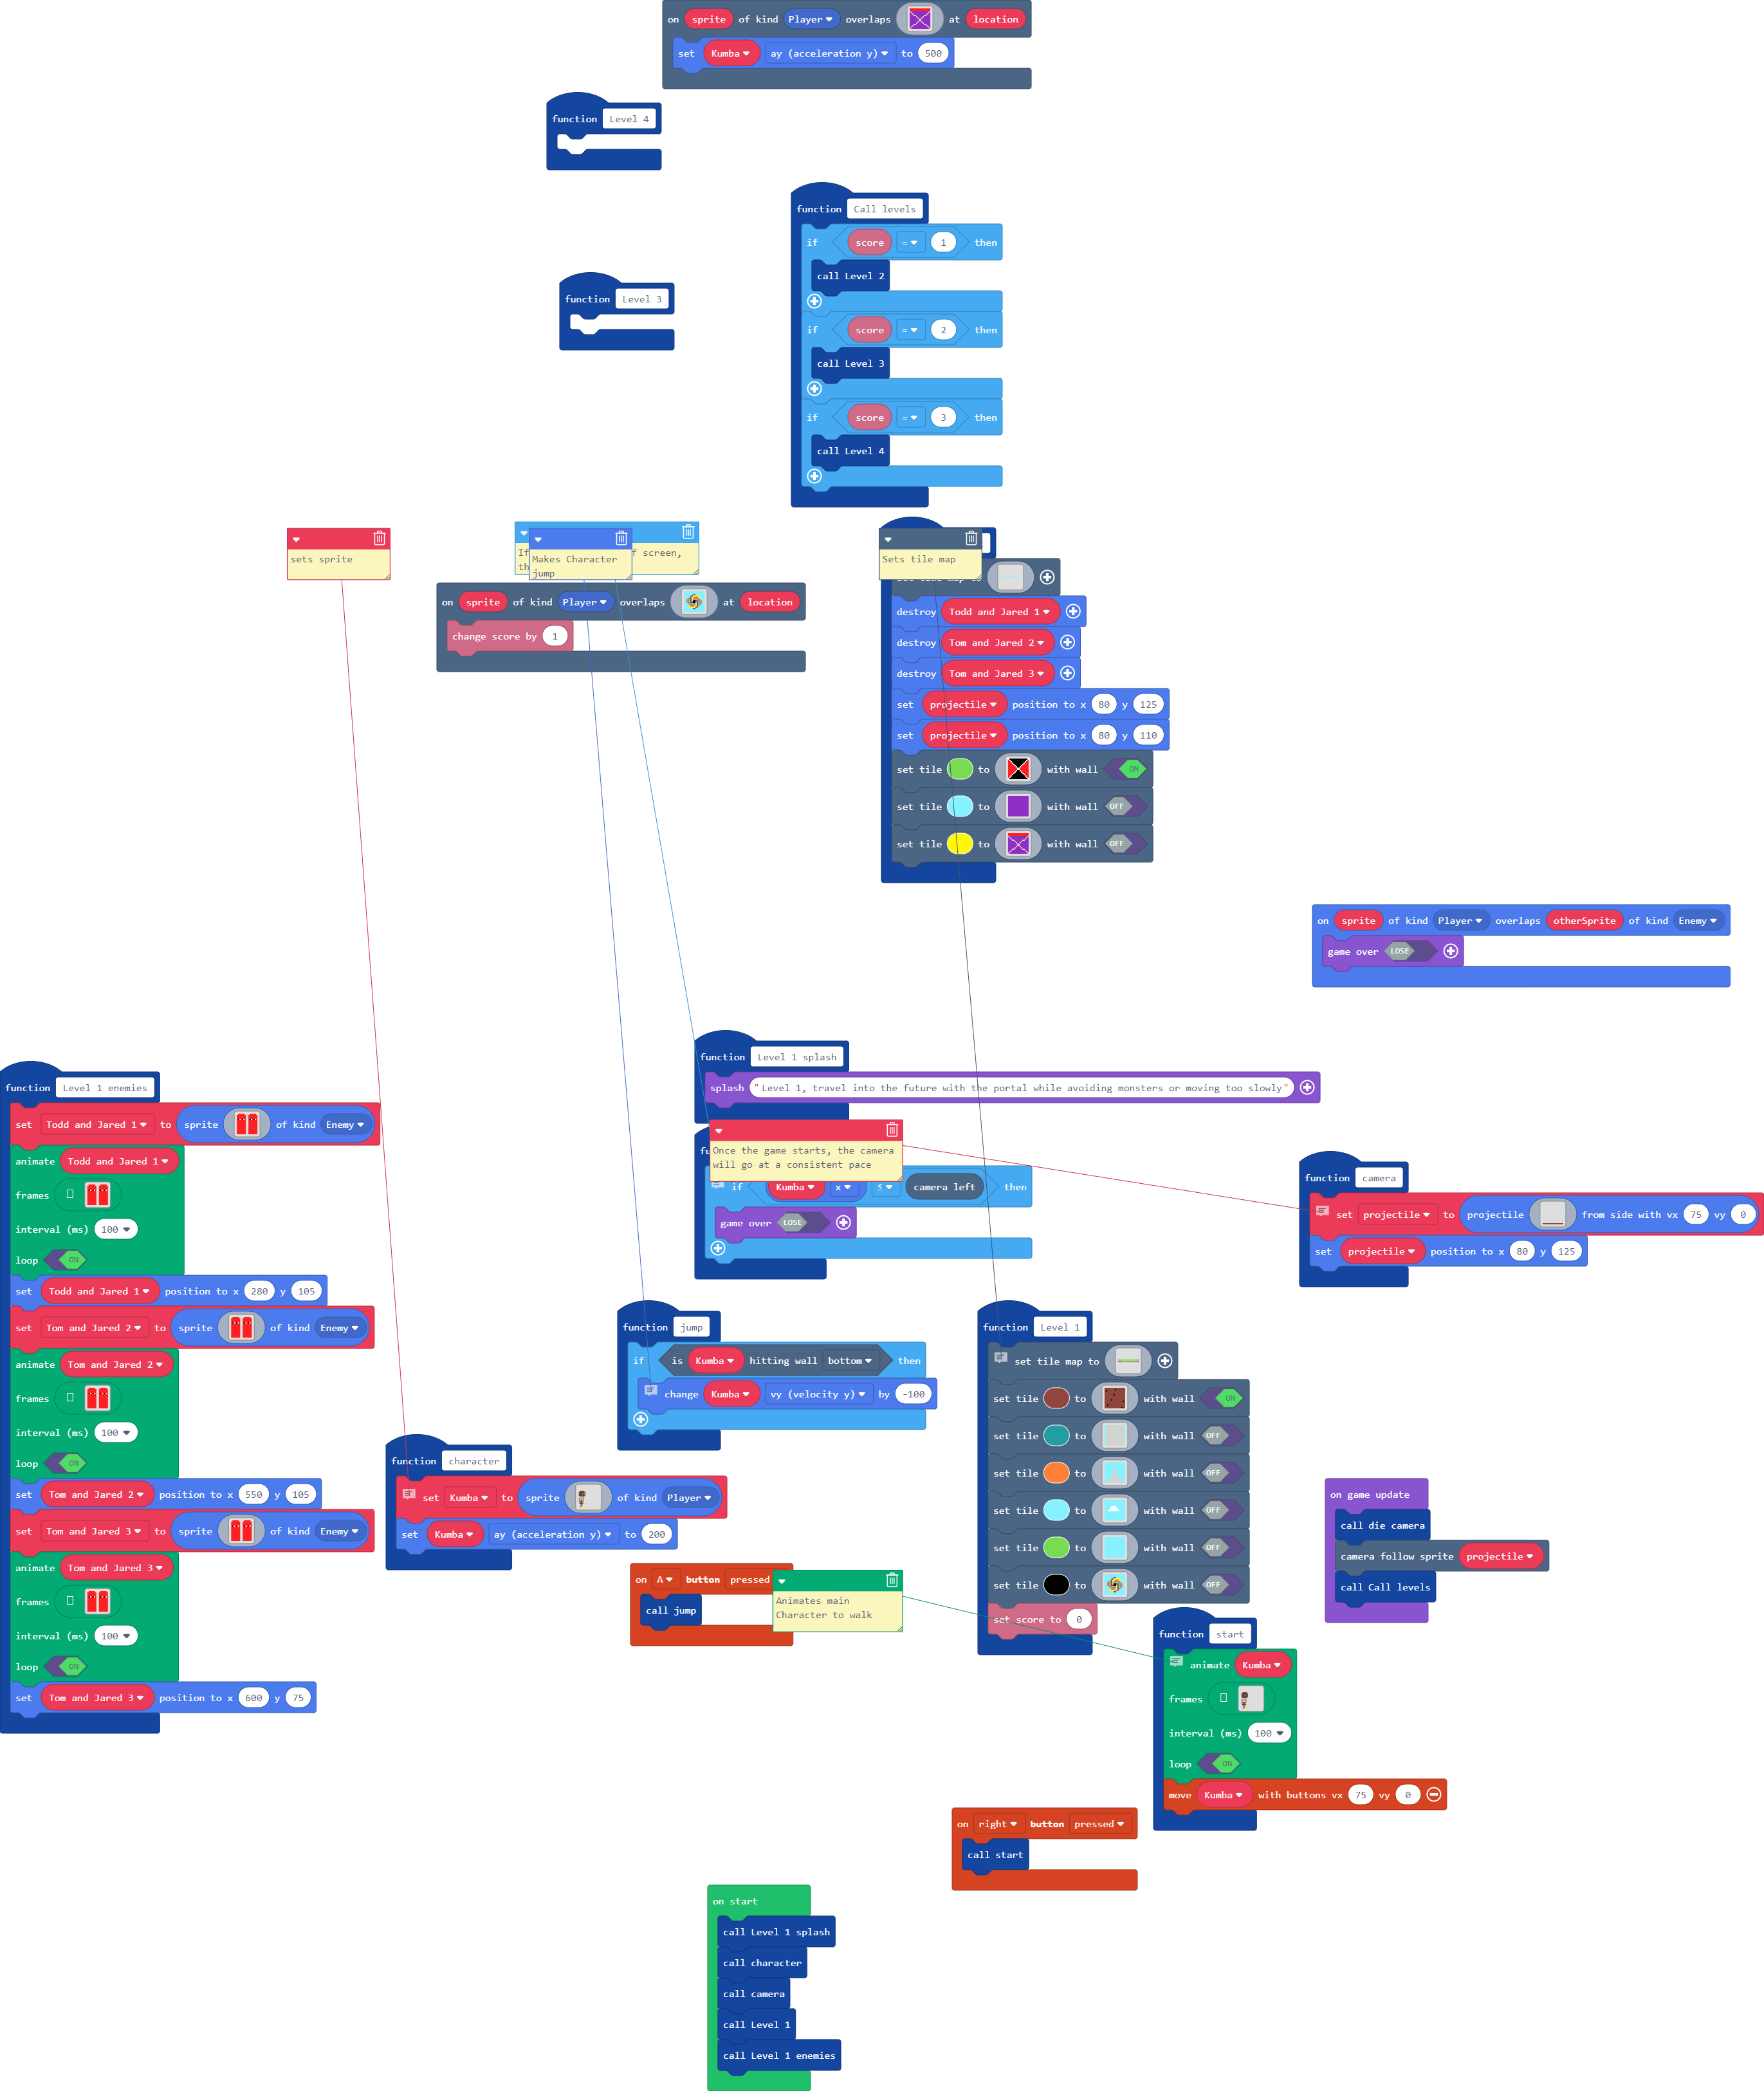 on sprite of kind Player overlaps at location
set Kumba ay (acceleration y) to 500
function Level 4
function Call levels
if score = 1 then
call Level 2
if score = 2 then
call Level 3
if score = 3 then
call Level 4
function Level 3
sets sprite
If f screen,
th
Makes Character
jump
Sets tile map
on sprite of kind Player overlaps at location
change score by 1
destroy Todd and Jared 1
destroy Tom and Jared 2
destroy Tom and Jared 3
set projectile position to x 80 y 125
set projectile position to x 80 y 110
set tile to with wall ON
set tile to with wall OFF
set tile to with wall OFF
on sprite of kind Player overlaps otherSprite of kind Enemy
game over LOSE
function Level 1 splash
splash "Level 1, travel into the future with the portal while avoiding monsters or moving too slowly"
function Level 1 enemies
set Todd and Jared 1 to sprite of kind Enemy
animate Todd and Jared 1
frames
interval (ms) 100
loop ON
set Todd and Jared 1 position to x 280 y 105
set Tom and Jared 2 to sprite of kind Enemy
animate Tom and Jared 2
frames
interval (ms) 100
loop ON
set Tom and Jared 2 position to x 550 y 105
set Tom and Jared 3 to sprite of kind Enemy
animate Tom and Jared 3
frames
interval (ms) 100
loop ON
set Tom and Jared 3 position to x 600 y 75
fu
Once the game starts, the camera
will go at a consistent pace
if Kumba x ≤ camera left then
game over LOSE
function camera
set projectile to projectile from side with vx 75 vy 0
set projectile position to x 80 y 125
function jump
if is Kumba hitting wall bottom then
change Kumba vy (velocity y) by -100
function Level 1
set tile map to
set tile to with wall ON
set tile to with wall OFF
set tile to with wall OFF
set tile to with wall OFF
set tile to with wall OFF
set tile to with wall OFF
set score to 0
function character
set Kumba to sprite of kind Player
set Kumba ay (acceleration y) to 200
on game update
call die camera
camera follow sprite projectile
call Call levels
on A button pressed
call jump
Animates main
Character to walk
function start
animate Kumba
frames
interval (ms) 100
loop ON
move Kumba with buttons vx 75 vy 0
on right button pressed
call start
on start
call Level 1 splash
call character
call camera
call Level 1
call Level 1 enemies